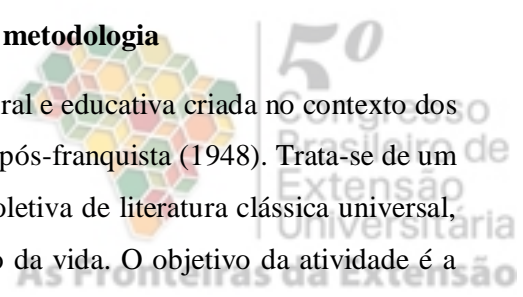 metodologia
ral e educativa criada no contexto dos
pós-franquista (1948). Trata-se de um
oletiva de literatura clássica universal,
o da vida. O objetivo da atividade é a
5º
Congresso
Brasileiro de
Extensão
Universitária
As Fronteiras da Extensão